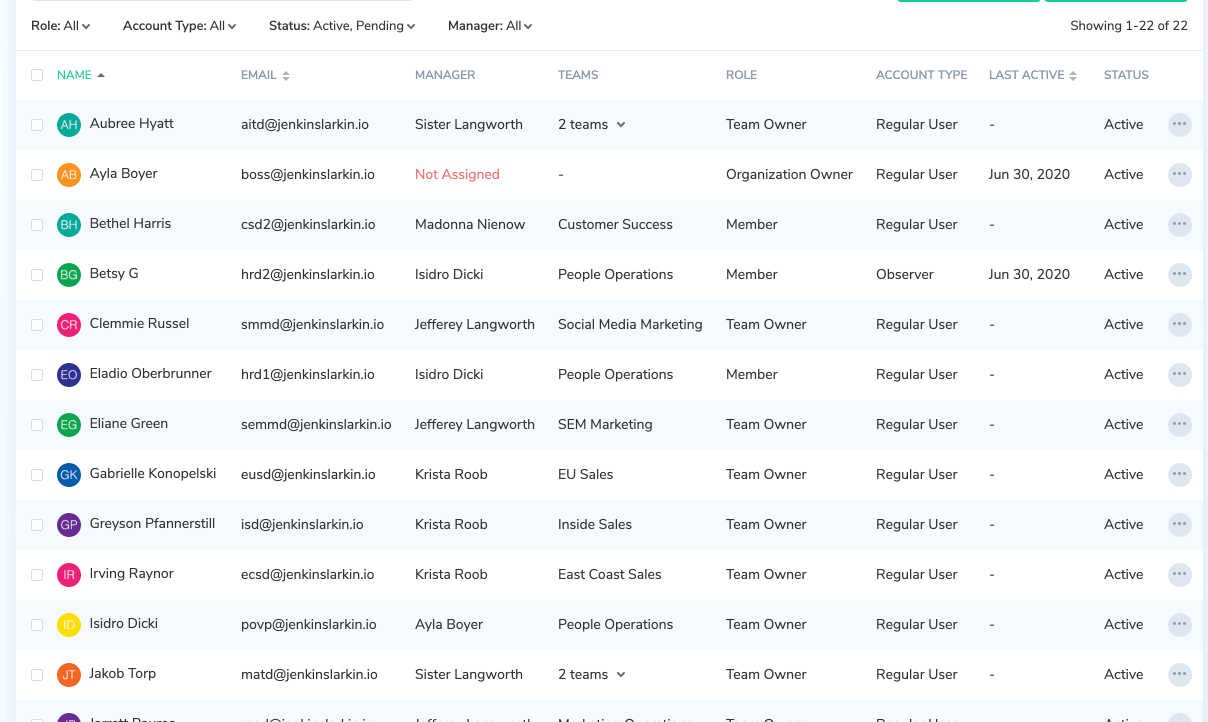 Role: All Account Type: All Status: Active, Pending Manager: All Showing 1-22 of 22
NAME EMAIL MANAGER TEAMS ROLE ACCOUNT TYPE LAST ACTIVE STATUS
AH Aubree Hyatt aitd@jenkinslarkin.io Sister Langworth 2 teams Team Owner Regular User - Active
AB Ayla Boyer boss@jenkinslarkin.io Not Assigned - Organization Owner Regular User Jun 30, 2020 Active
BH Bethel Harris csd2@jenkinslarkin.io Madonna Nienow Customer Success Member Regular User - Active
BG Betsy G hrd2@jenkinslarkin.io Isidro Dicki People Operations Member Observer Jun 30, 2020 Active
CR Clemmie Russel smmd@jenkinslarkin.io Jefferey Langworth Social Media Marketing Team Owner Regular User - Active
EO Eladio Oberbrunner hrd1@jenkinslarkin.io Isidro Dicki People Operations Member Regular User - Active
EG Eliane Green semmd@jenkinslarkin.io Jefferey Langworth SEM Marketing Team Owner Regular User - Active
GK Gabrielle Konopelski eusd@jenkinslarkin.io Krista Roob EU Sales Team Owner Regular User - Active
GP Greyson Pfannerstill isd@jenkinslarkin.io Krista Roob Inside Sales Team Owner Regular User - Active
IR Irving Raynor ecsd@jenkinslarkin.io Krista Roob East Coast Sales Team Owner Regular User - Active
ID Isidro Dicki povp@jenkinslarkin.io Ayla Boyer People Operations Team Owner Regular User - Active
JT Jakob Torp matd@jenkinslarkin.io Sister Langworth 2 teams Team Owner Regular User - Active